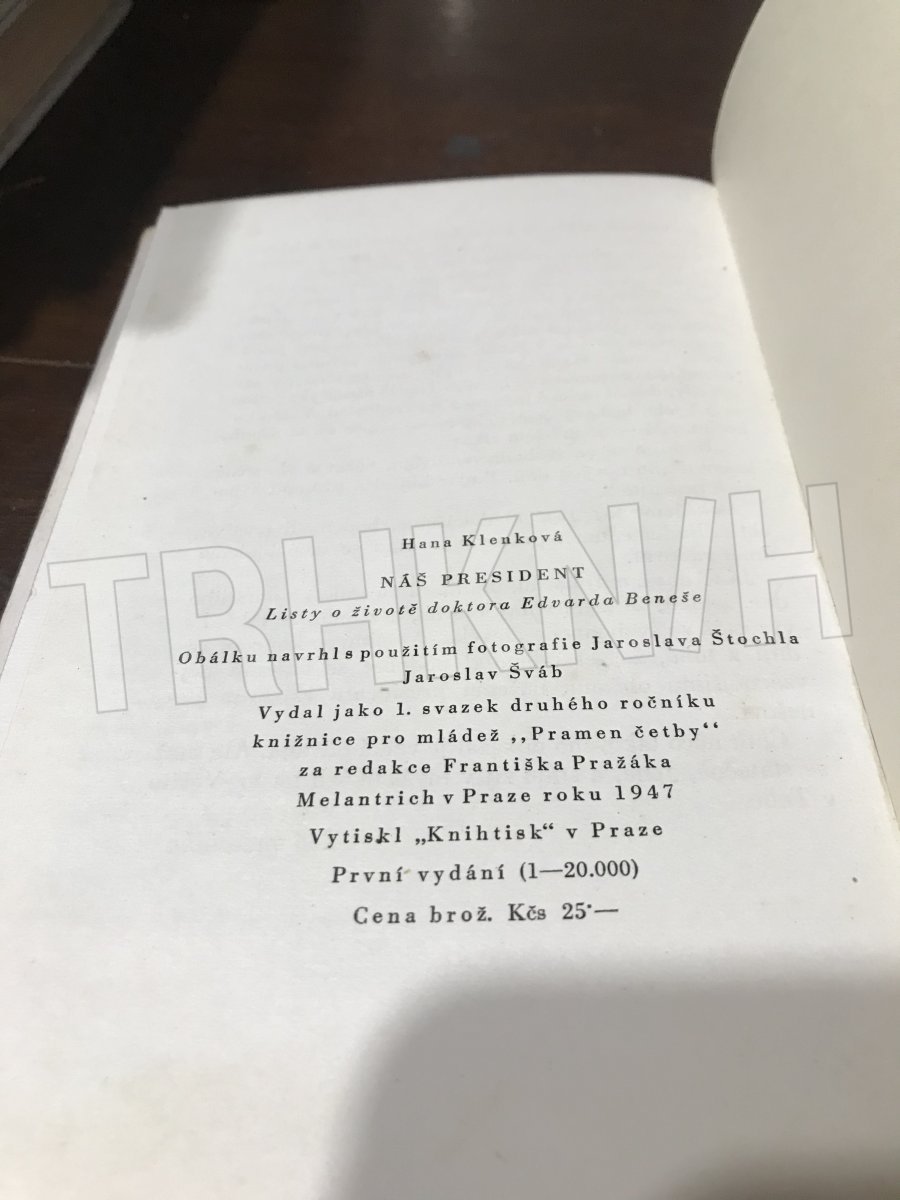 Hana Klenková
NÁŠ PRESIDENT
Listy o životě doktora Edvarda Beneše
Obálku navrhl s použitím fotografie Jaroslava Štochla
Jaroslav Šváb
Vydal jako 1. svazek druhého ročníku
knižnice pro mládež ,,Pramen četby“
za redakce Františka Pražáka
Melantrich v Praze roku 1947
Vytiskl „Knihtisk“ v Praze
První vydání (1—20.000)
Cena brož. Kčs 25·—
TRHKNIH